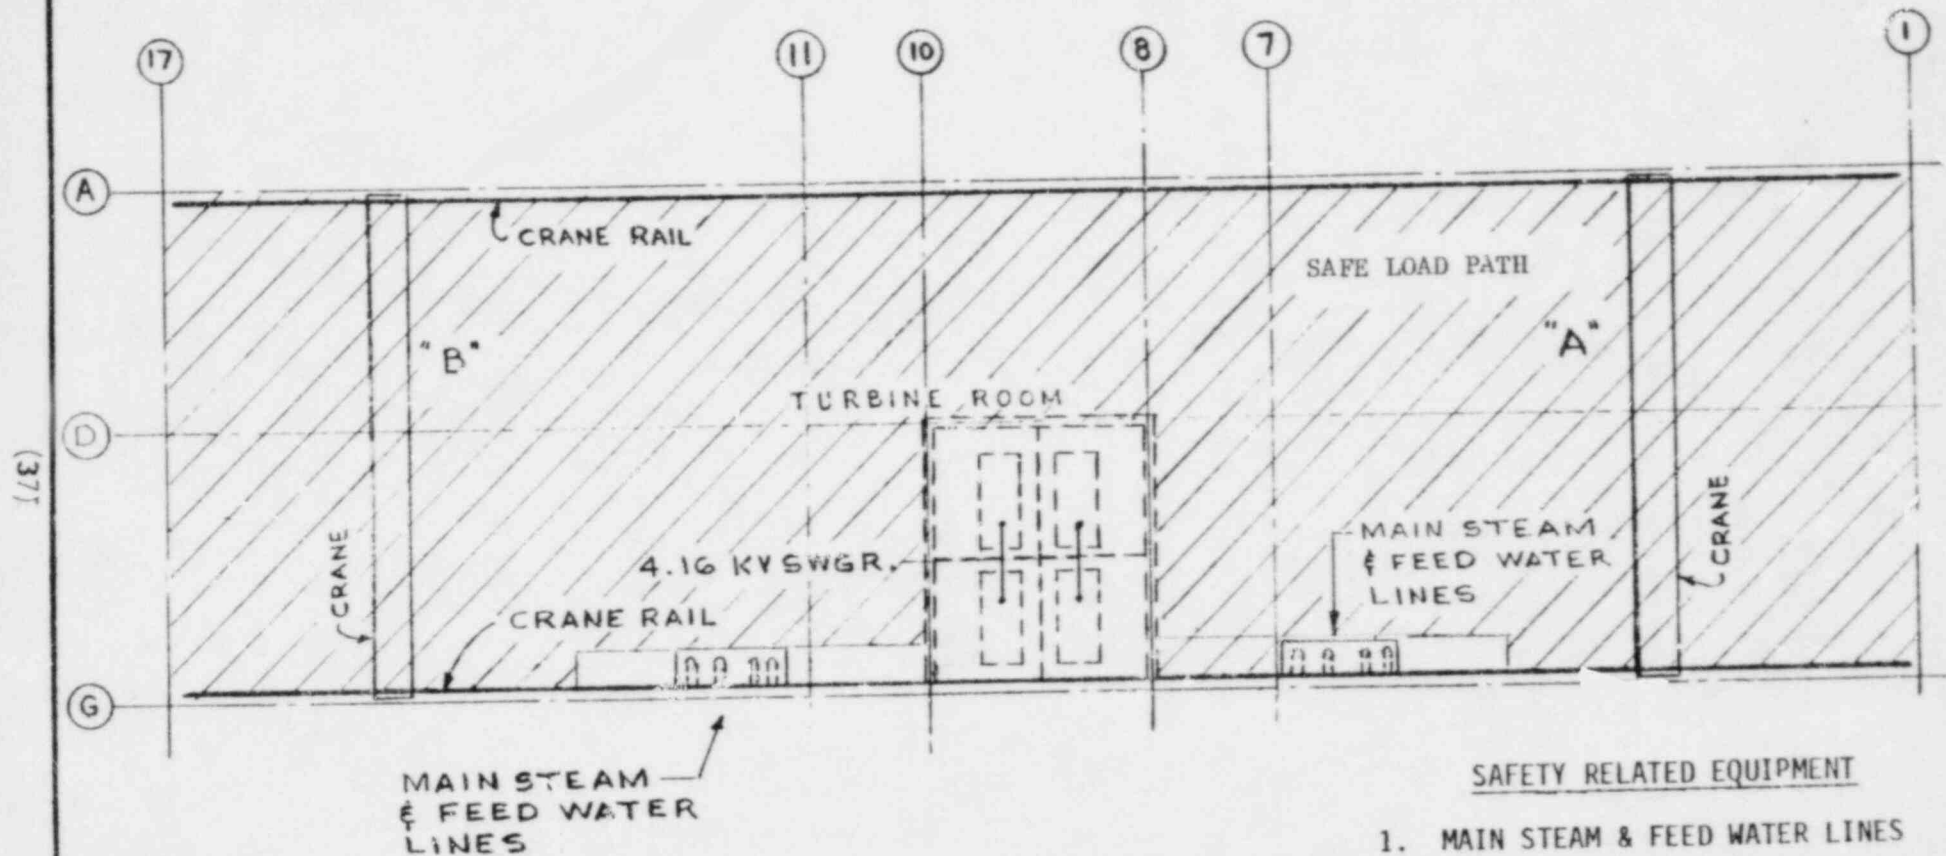 17
11
10
8
7
1
A
CRANE RAIL
SAFE LOAD PATH
"B"
"A"
TURBINE ROOM
D
(37)
CRANE
4.16 KV SWGR.
MAIN STEAM
& FEED WATER
LINES
CRANE
CRANE RAIL
G
MAIN STEAM
& FEED WATER
LINES
SAFETY RELATED EQUIPMENT
1. MAIN STEAM & FEED WATER LINES